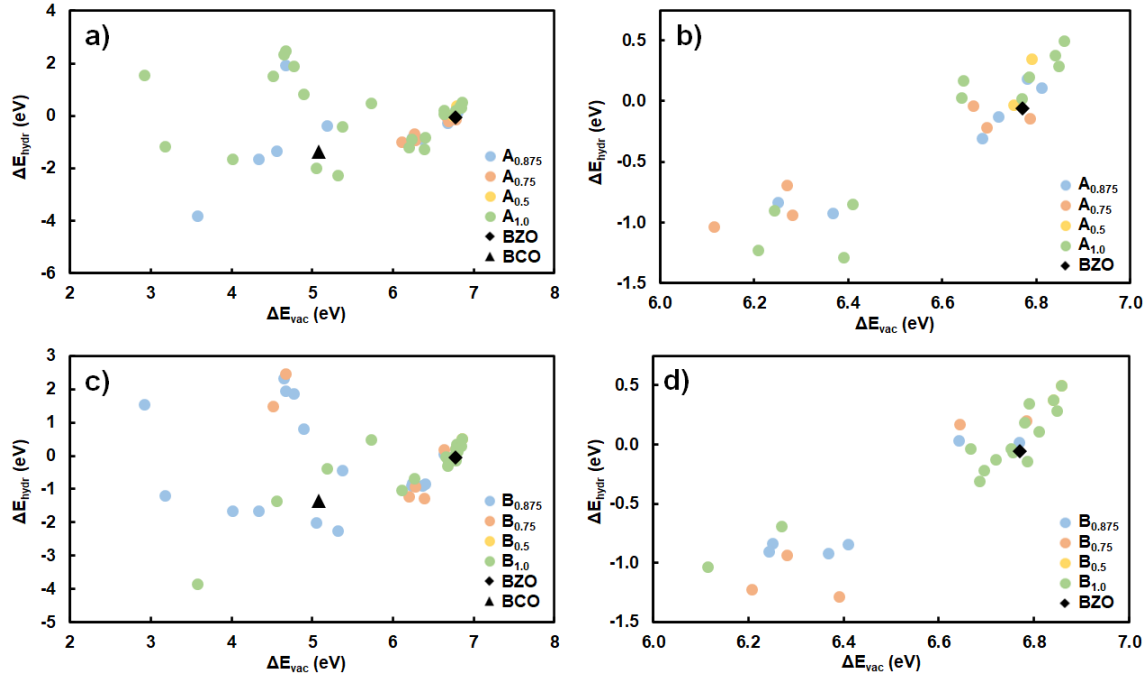 a)
4
2
0
-2
-4
-6
2
3
4
5
6
7
8
ΔE_hydr (eV)
ΔE_vac (eV)
A_0.875
A_0.75
A_0.5
A_1.0
BZO
BCO
b)
0.5
0.0
-0.5
-1.0
-1.5
6.0
6.2
6.4
6.6
6.8
7.0
ΔE_hydr (eV)
ΔE_vac (eV)
A_0.875
A_0.75
A_0.5
A_1.0
BZO
c)
3
2
1
0
-1
-2
-3
-4
-5
2
3
4
5
6
7
8
ΔE_hydr (eV)
ΔE_vac (eV)
B_0.875
B_0.75
B_0.5
B_1.0
BZO
BCO
d)
0.5
0.0
-0.5
-1.0
-1.5
6.0
6.2
6.4
6.6
6.8
7.0
ΔE_hydr (eV)
ΔE_vac (eV)
B_0.875
B_0.75
B_0.5
B_1.0
BZO